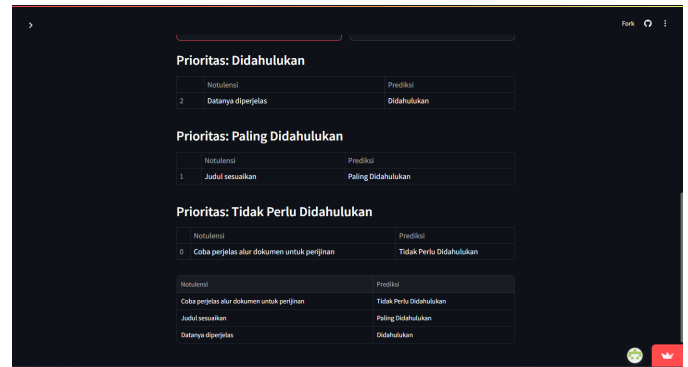 Fork
Prioritas: Didahulukan
Notulensi Prediksi
2 Datanya diperjelas Didahulukan
Prioritas: Paling Didahulukan
Notulensi Prediksi
1 Judul sesuaikan Paling Didahulukan
Prioritas: Tidak Perlu Didahulukan
Notulensi Prediksi
0 Coba perjelas alur dokumen untuk perijinan Tidak Perlu Didahulukan
Notulensi Prediksi
Coba perjelas alur dokumen untuk perijinan Tidak Perlu Didahulukan
Judul sesuaikan Paling Didahulukan
Datanya diperjelas Didahulukan